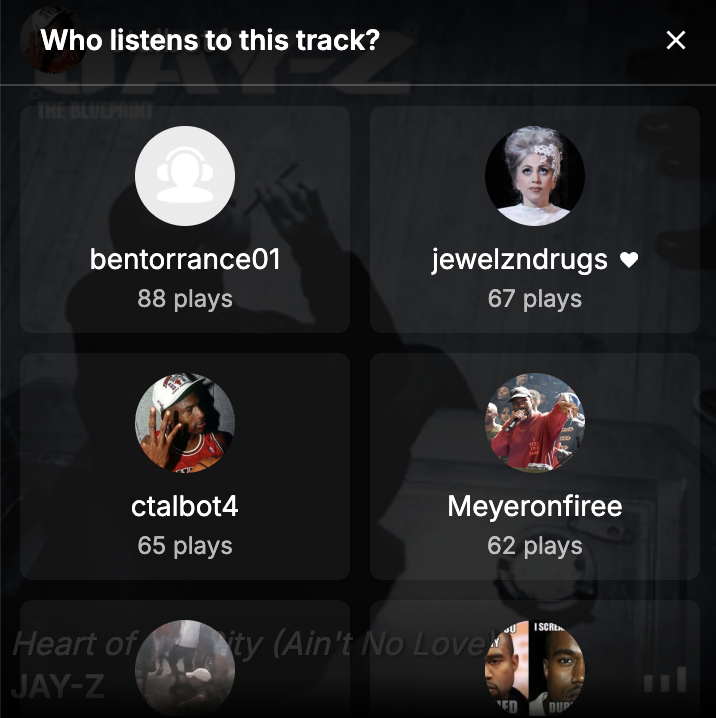 Who listens to this track?
JAY-Z
THE BLUEPRINT
bentorrance01
88 plays
jewelzndrugs
67 plays
ctalbot4
65 plays
Meyeronfiree
62 plays
Heart of ity (Ain't No Love)
JAY-Z
I SCREA